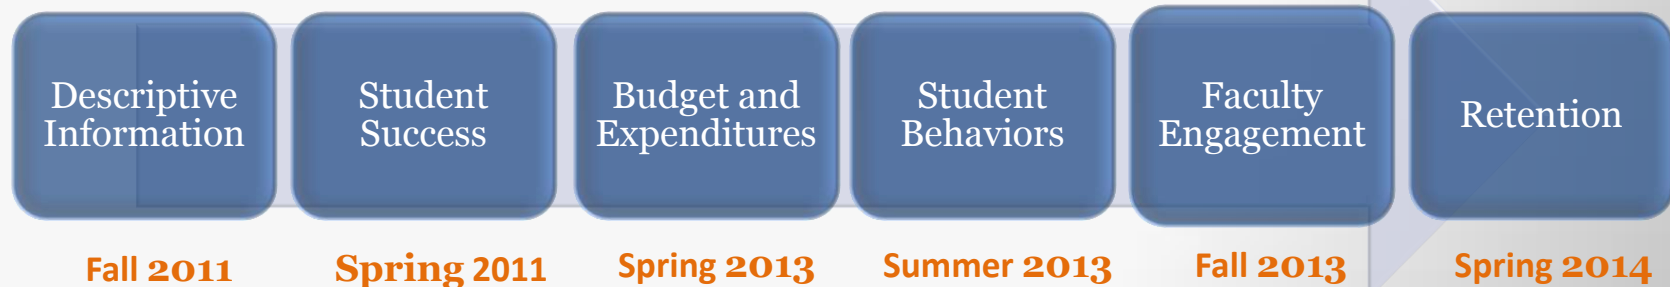 Descriptive
Information
Student
Success
Budget and
Expenditures
Student
Behaviors
Faculty
Engagement
Retention
Fall 2011
Spring 2011
Spring 2013
Summer 2013
Fall 2013
Spring 2014